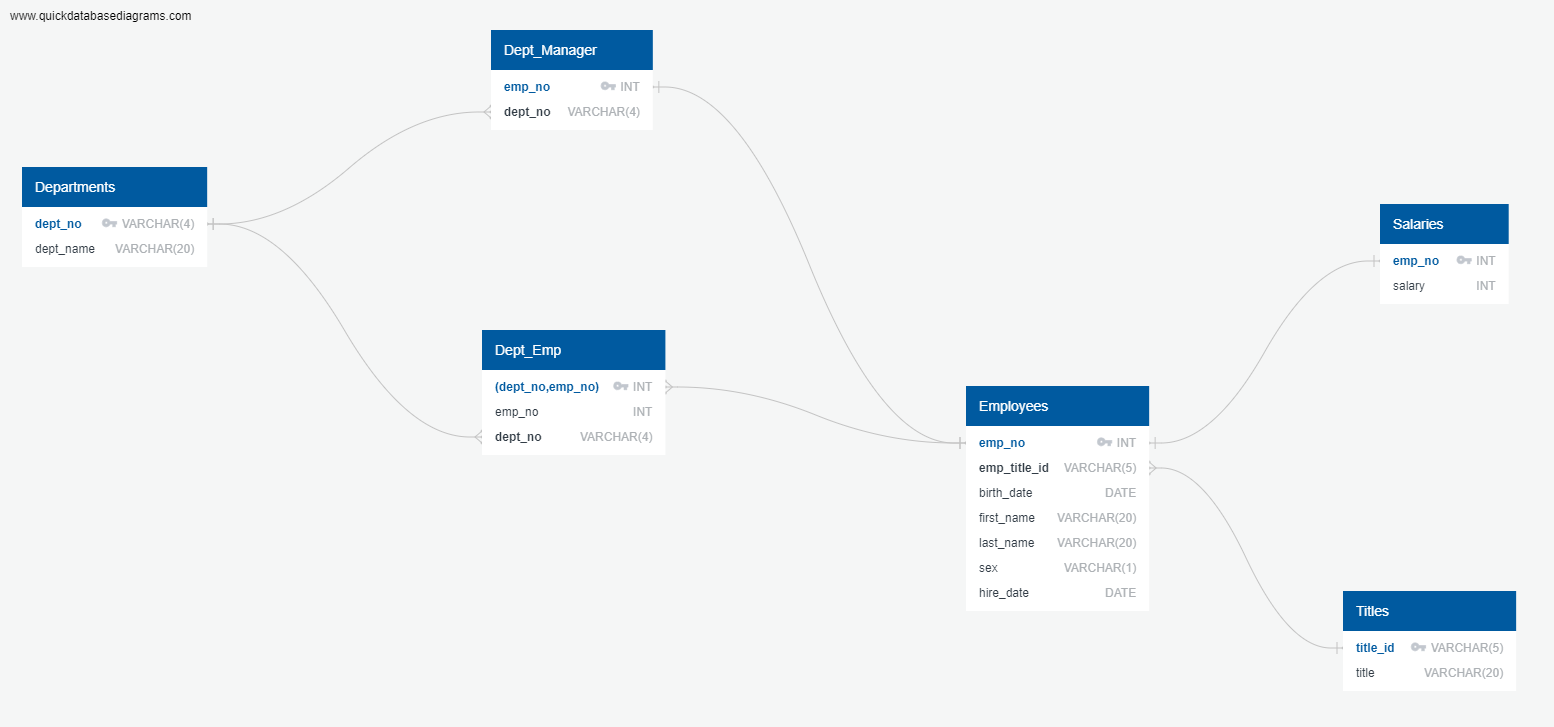 www.quickdatabasediagrams.com
Dept_Manager
emp_no INT
dept_no VARCHAR(4)
Departments
dept_no VARCHAR(4)
dept_name VARCHAR(20)
Dept_Emp
(dept_no,emp_no) INT
emp_no INT
dept_no VARCHAR(4)
Employees
emp_no INT
emp_title_id VARCHAR(5)
birth_date DATE
first_name VARCHAR(20)
last_name VARCHAR(20)
sex VARCHAR(1)
hire_date DATE
Salaries
emp_no INT
salary INT
Titles
title_id VARCHAR(5)
title VARCHAR(20)